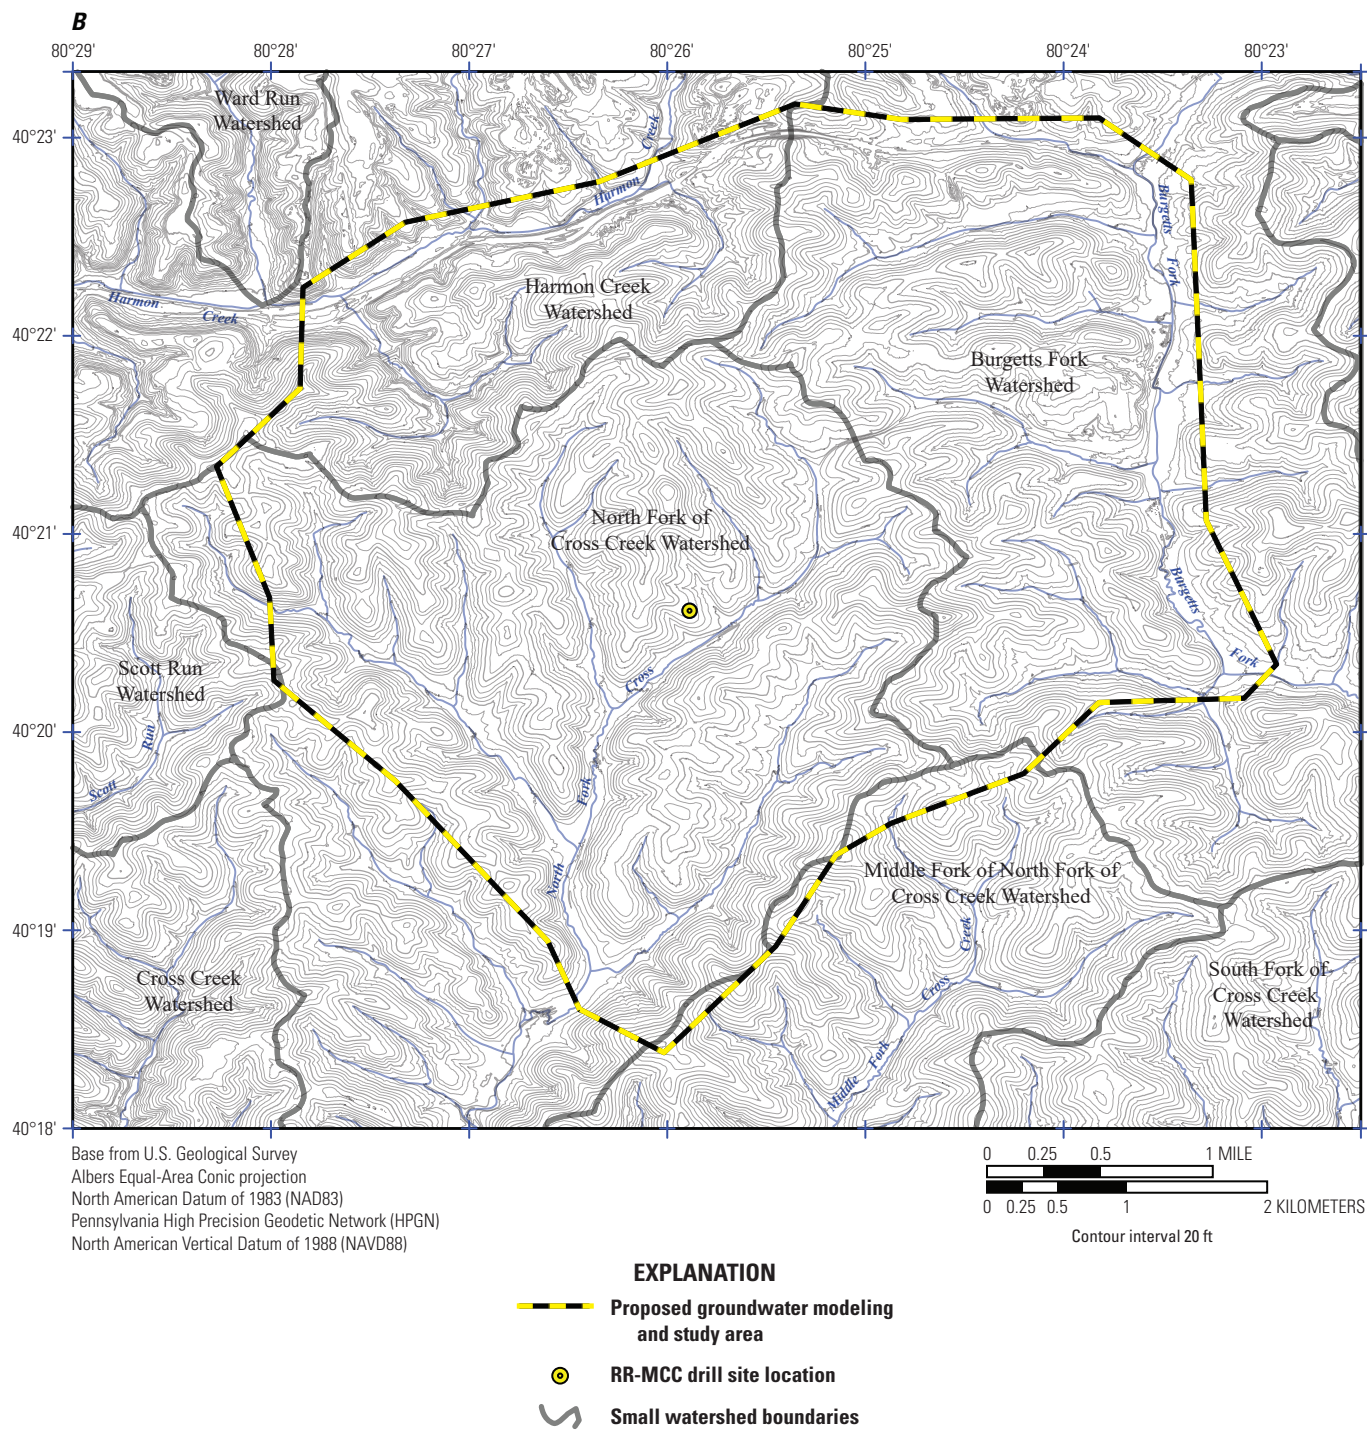 B
80°29'
80°28'
80°27'
80°26'
80°25'
80°24'
80°23'
40°23'
40°22'
40°21'
40°20'
40°19'
40°18'
Ward Run
Watershed
Creek
Harmon
Burgetts
Fork
Harmon
Creek
Harmon Creek
Watershed
Burgetts Fork
Watershed
North Fork of
Cross Creek Watershed
Burgetts
Fork
Scott Run
Watershed
Cross
Run
Scott
Fork
North
Middle Fork of North Fork of
Cross Creek Watershed
Creek
Cross
Fork
Middle
Cross Creek
Watershed
South Fork of
Cross Creek
Watershed
Base from U.S. Geological Survey
Albers Equal-Area Conic projection
North American Datum of 1983 (NAD83)
Pennsylvania High Precision Geodetic Network (HPGN)
North American Vertical Datum of 1988 (NAVD88)
0 0.25 0.5 1 MILE
0 0.25 0.5 1 2 KILOMETERS
Contour interval 20 ft
EXPLANATION
Proposed groundwater modeling
and study area
RR-MCC drill site location
Small watershed boundaries